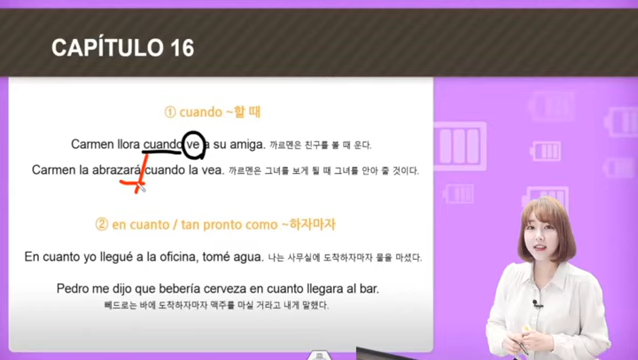 CAPÍTULO 16
① cuando ~할 때
Carmen llora cuando ve a su amiga. 까르멘은 친구를 볼 때 운다.
Carmen la abrazará cuando la vea. 까르멘은 그녀를 보게 될 때 그녀를 안아 줄 것이다.
② en cuanto / tan pronto como ~하자마자
En cuanto yo llegué a la oficina, tomé agua. 나는 사무실에 도착하자마자 물을 마셨다.
Pedro me dijo que bebería cerveza en cuanto llegara al bar.
뻬드로는 바에 도착하자마자 맥주를 마실 거라고 내게 말했다.